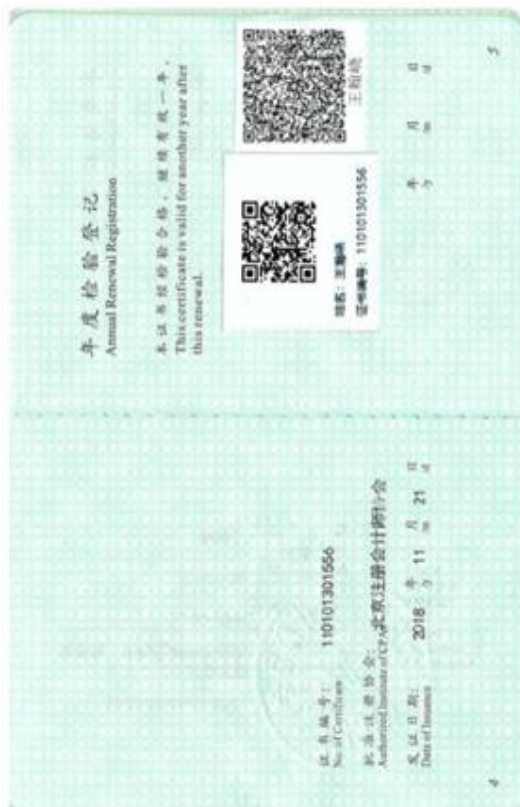 证书编号： 110101301556
No. of Certificate
批准注册协会： 北京注册会计师协会
Authorized Institute of CPAs
发证日期： 2018 年 11 月 21 日
Date of Issuance /y /m /d
4
年度检验登记
Annual Renewal Registration
本证书经检验合格，继续有效一年。
This certificate is valid for another year after
this renewal.
姓名：王
证书编号：110101301556
王
年 月 日
/y /m /d
5